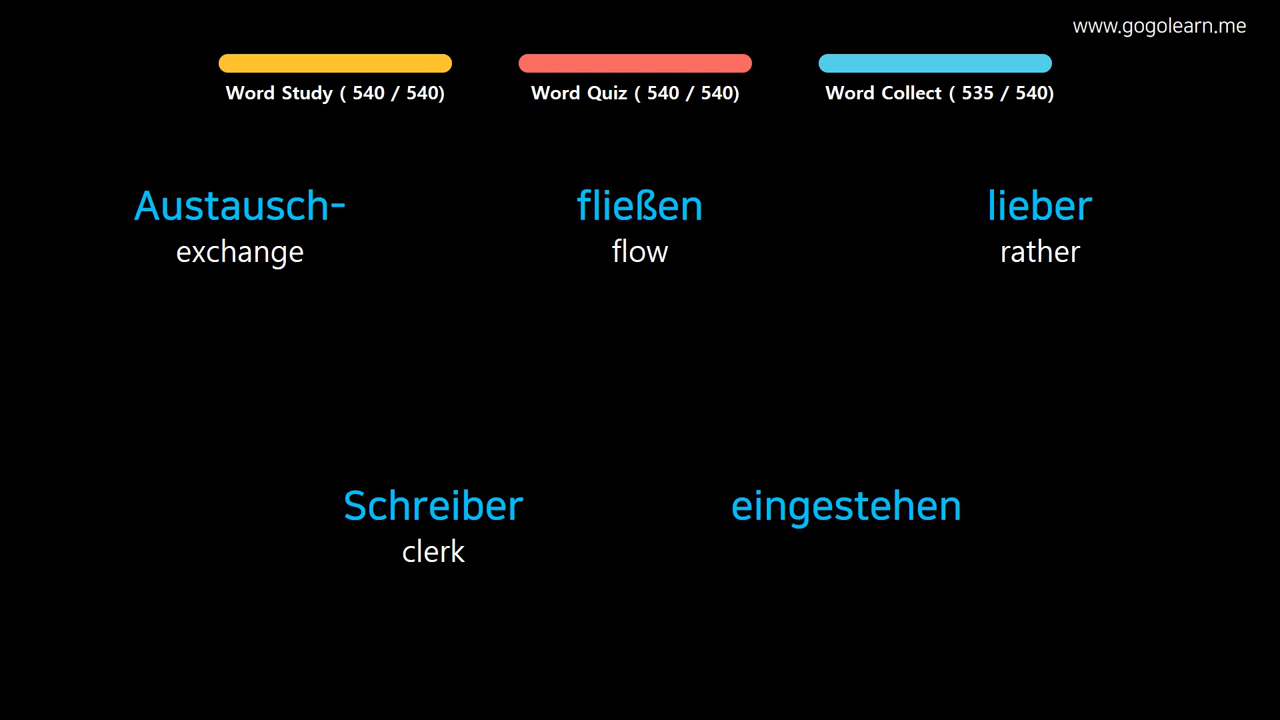 www.gogolearn.me
Word Study ( 540 / 540)
Word Quiz ( 540 / 540)
Word Collect ( 535 / 540)
Austausch-
fließen
lieber
exchange
flow
rather
Schreiber
eingestehen
clerk